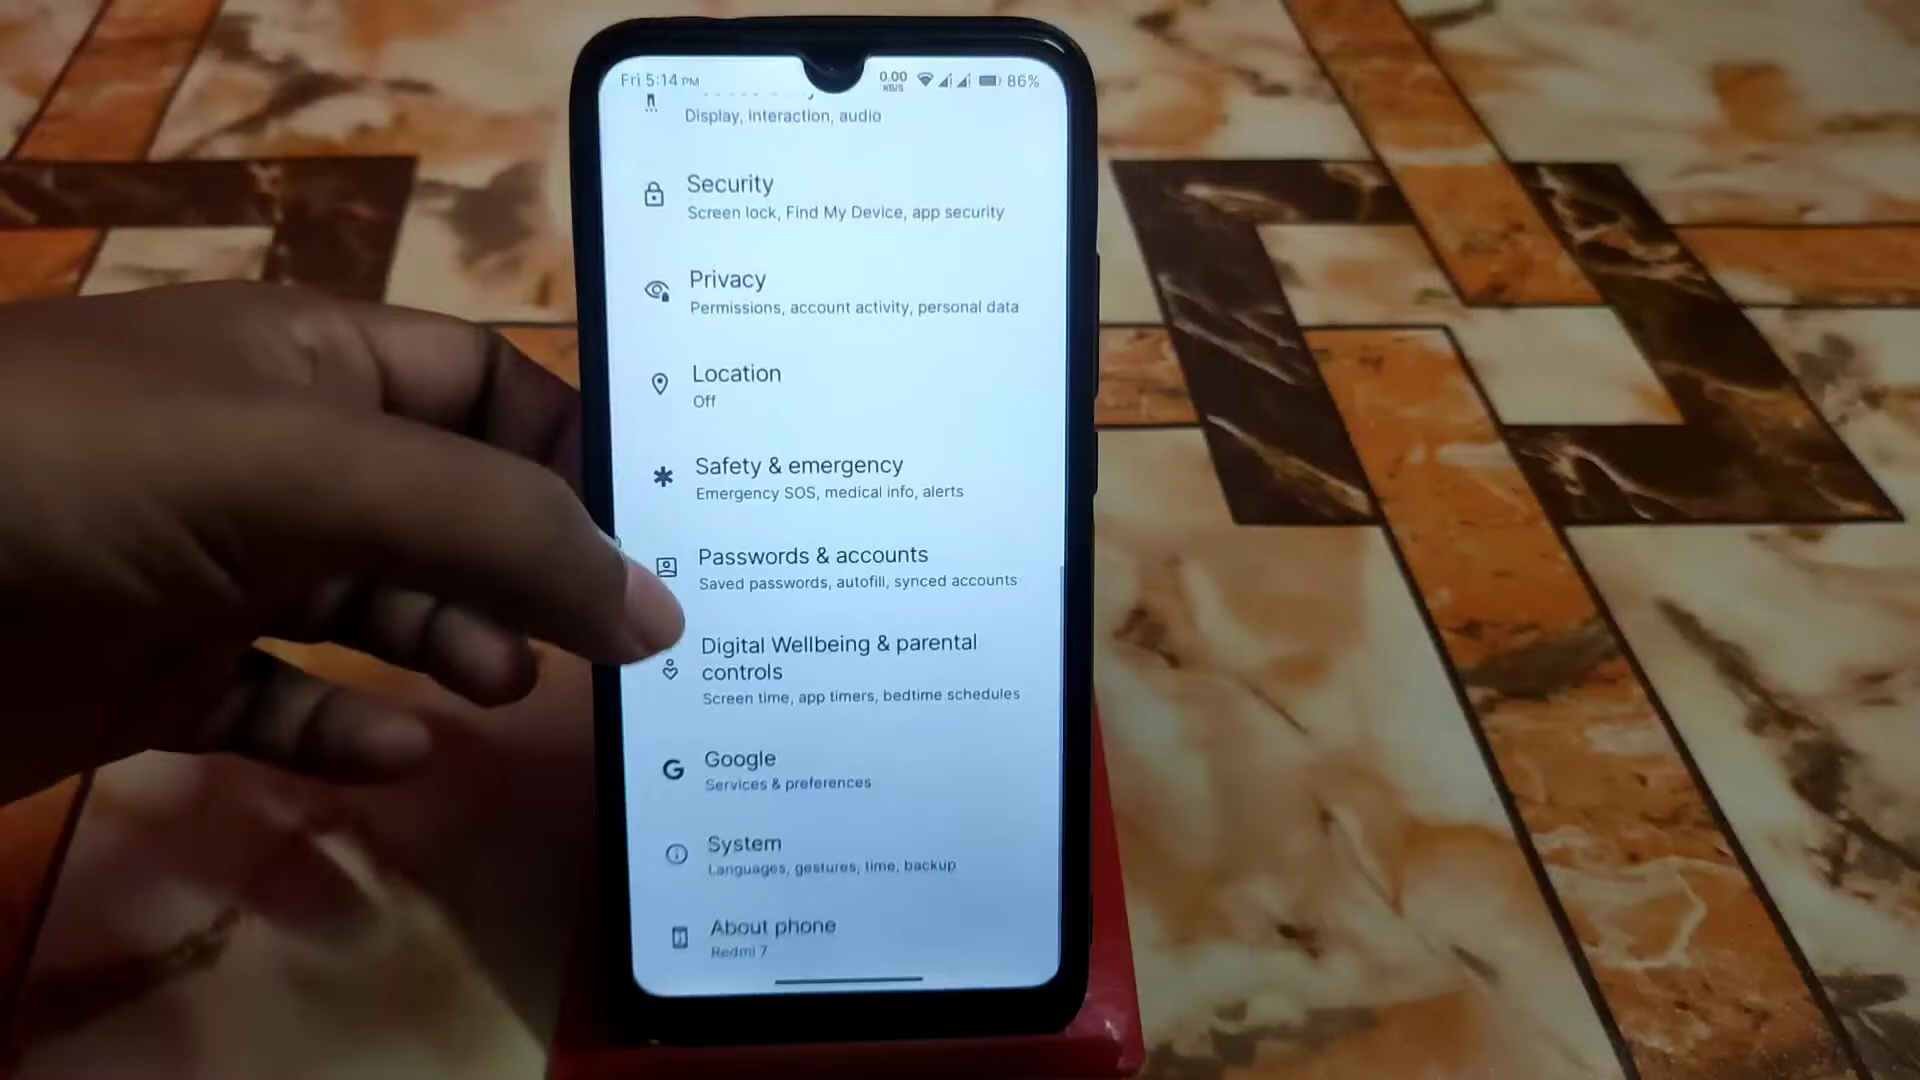 Fri 5:14 PM
0.00 KB/S
86%
Display, interaction, audio
Security
Screen lock, Find My Device, app security
Privacy
Permissions, account activity, personal data
Location
Off
Safety & emergency
Emergency SOS, medical info, alerts
Passwords & accounts
Saved passwords, autofill, synced accounts
Digital Wellbeing & parental
controls
Screen time, app timers, bedtime schedules
Google
Services & preferences
System
Languages, gestures, time, backup
About phone
Redmi 7